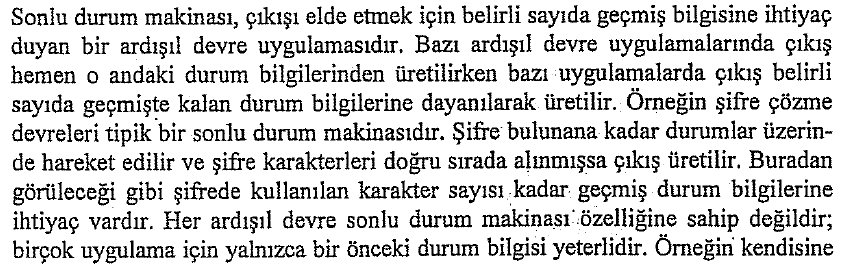 Sonlu durum makinası, çıkışı elde etmek için belirli sayıda geçmiş bilgisine ihtiyaç
duyan bir ardışıl devre uygulamasıdır. Bazı ardışıl devre uygulamalarında çıkış
hemen o andaki durum bilgilerinden üretilirken bazı uygulamalarda çıkış belirli
sayıda geçmişte kalan durum bilgilerine dayanılarak üretilir. Örneğin şifre çözme
devreleri tipik bir sonlu durum makinasıdır. Şifre bulunana kadar durumlar üzerin-
de hareket edilir ve şifre karakterleri doğru sırada alınmışsa çıkış üretilir. Buradan
görüleceği gibi şifrede kullanılan karakter sayısı kadar geçmiş durum bilgilerine
ihtiyaç vardır. Her ardışıl devre sonlu durum makinası özelliğine sahip değildir;
birçok uygulama için yalnızca bir önceki durum bilgisi yeterlidir. Örneğin kendisine